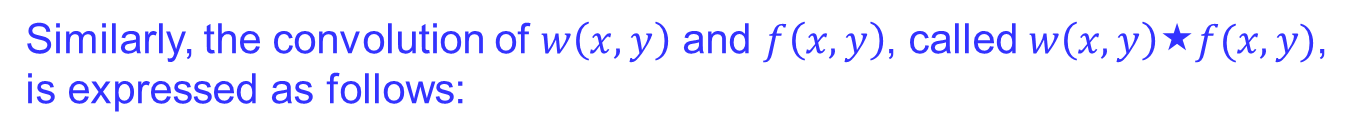 Similarly, the convolution of w(x, y) and f(x, y), called w(x, y)★f(x, y),
is expressed as follows: